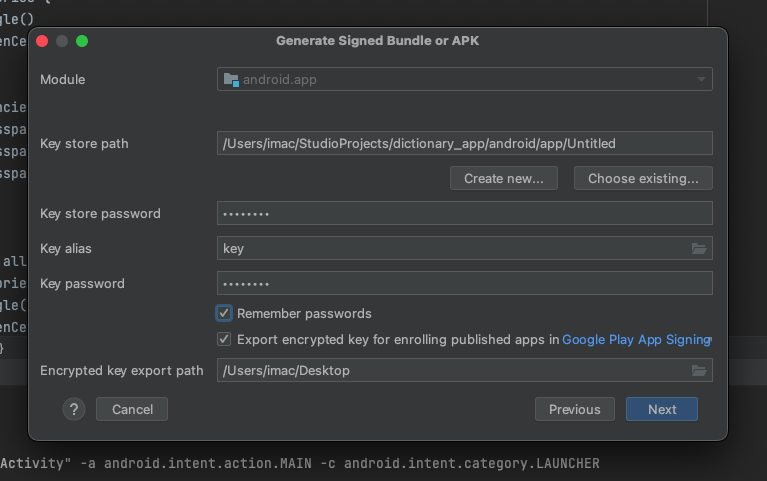 gle()
Generate Signed Bundle or APK
enCe
Module
android.app
ncie
sspa
Key store path
/Users/imac/StudioProjects/dictionary_app/android/app/Untitled
sspa
sspa
Create new...
Choose existing...
Key store password
••••••••
Key alias
key
all
Key password
••••••••
orie
gle(
Remember passwords
enCe
Export encrypted key for enrolling published apps in Google Play App Signing
}
Encrypted key export path
/Users/imac/Desktop
?
Cancel
Previous
Next
Activity" -a android.intent.action.MAIN -c android.intent.category.LAUNCHER